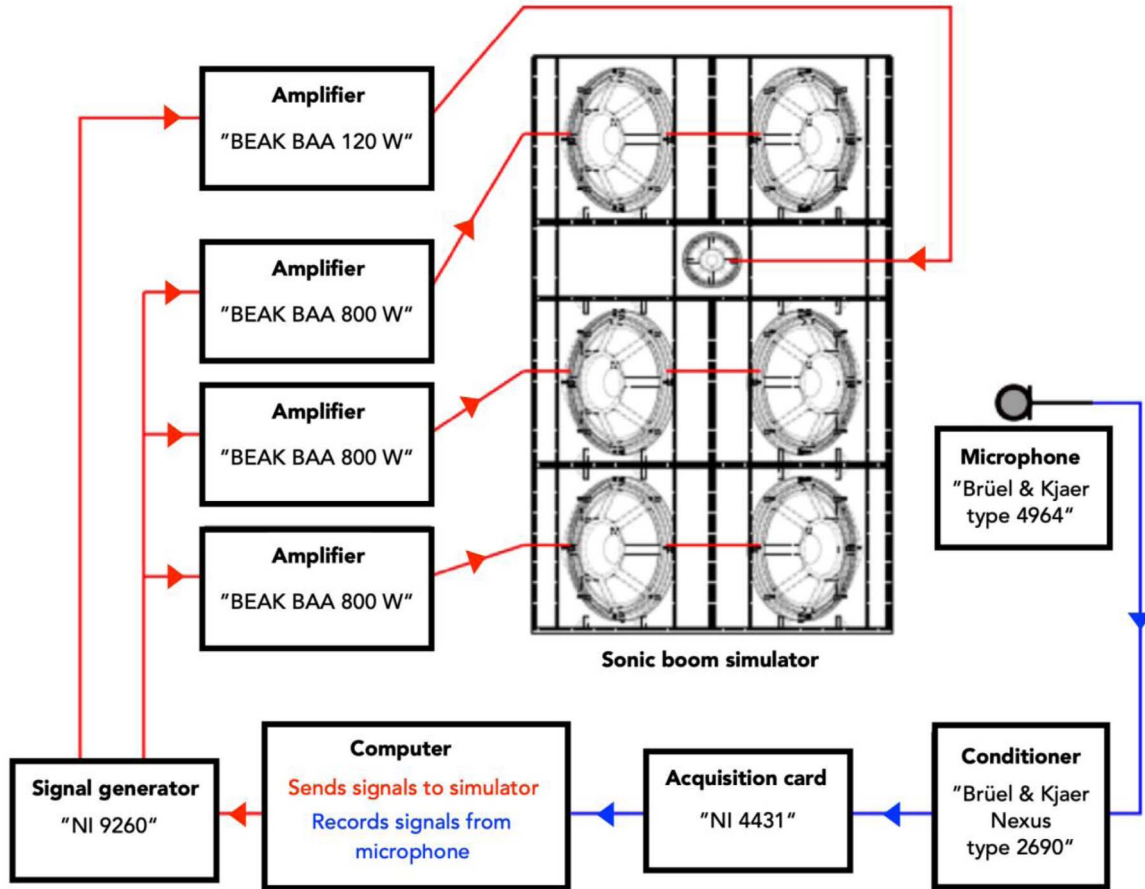 Amplifier
"BEAK BAA 120 W"
Amplifier
"BEAK BAA 800 W"
Amplifier
"BEAK BAA 800 W"
Amplifier
"BEAK BAA 800 W"
Sonic boom simulator
Microphone
"Brüel & Kjaer
type 4964"
Signal generator
"NI 9260"
Computer
Sends signals to simulator
Records signals from
microphone
Acquisition card
"NI 4431"
Conditioner
"Brüel & Kjaer
Nexus
type 2690"